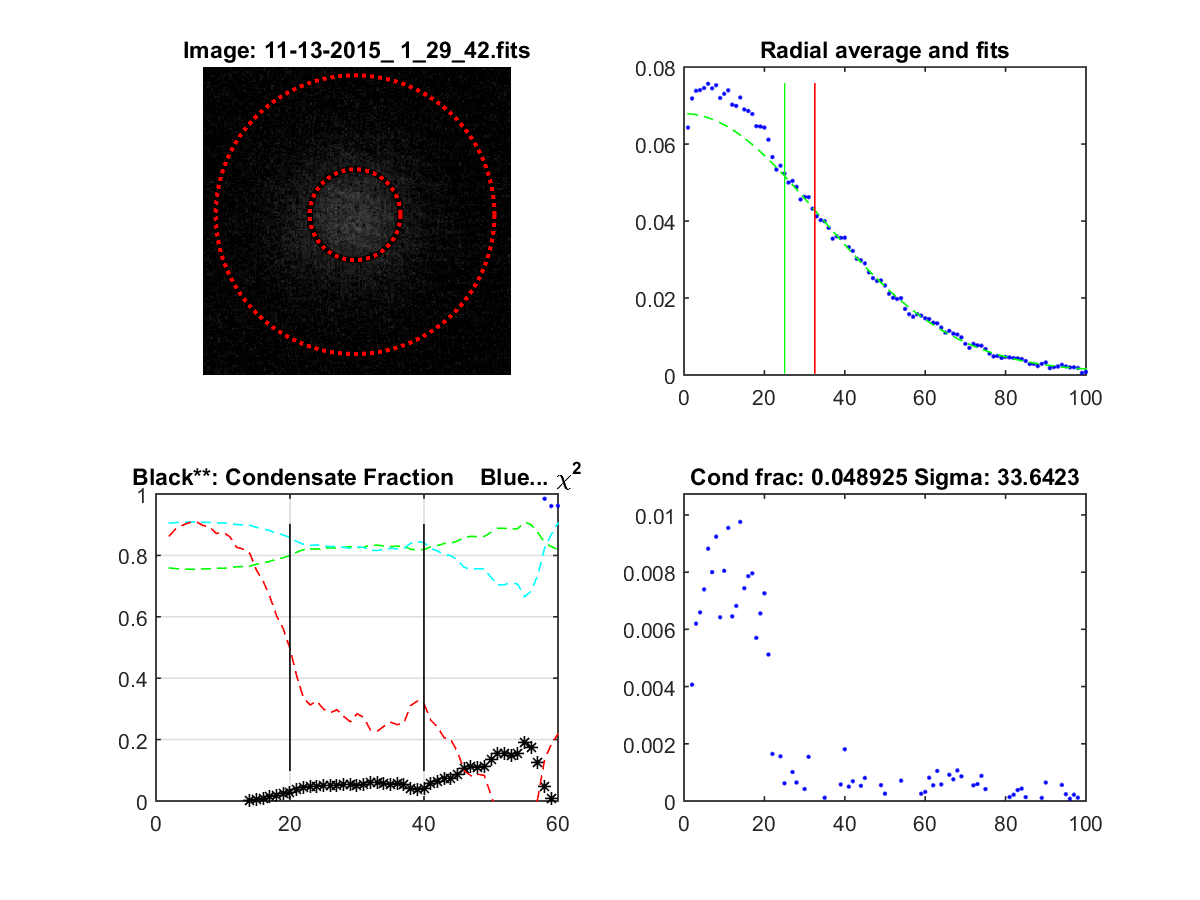 Image: 11-13-2015_ 1_29_42.fits
Radial average and fits
0.08
0.06
0.04
0.02
0
0 20 40 60 80 100
Black**: Condensate Fraction Blue... χ²
1
0.8
0.6
0.4
0.2
0
0 20 40 60
Cond frac: 0.048925 Sigma: 33.6423
0.01
0.008
0.006
0.004
0.002
0
0 20 40 60 80 100